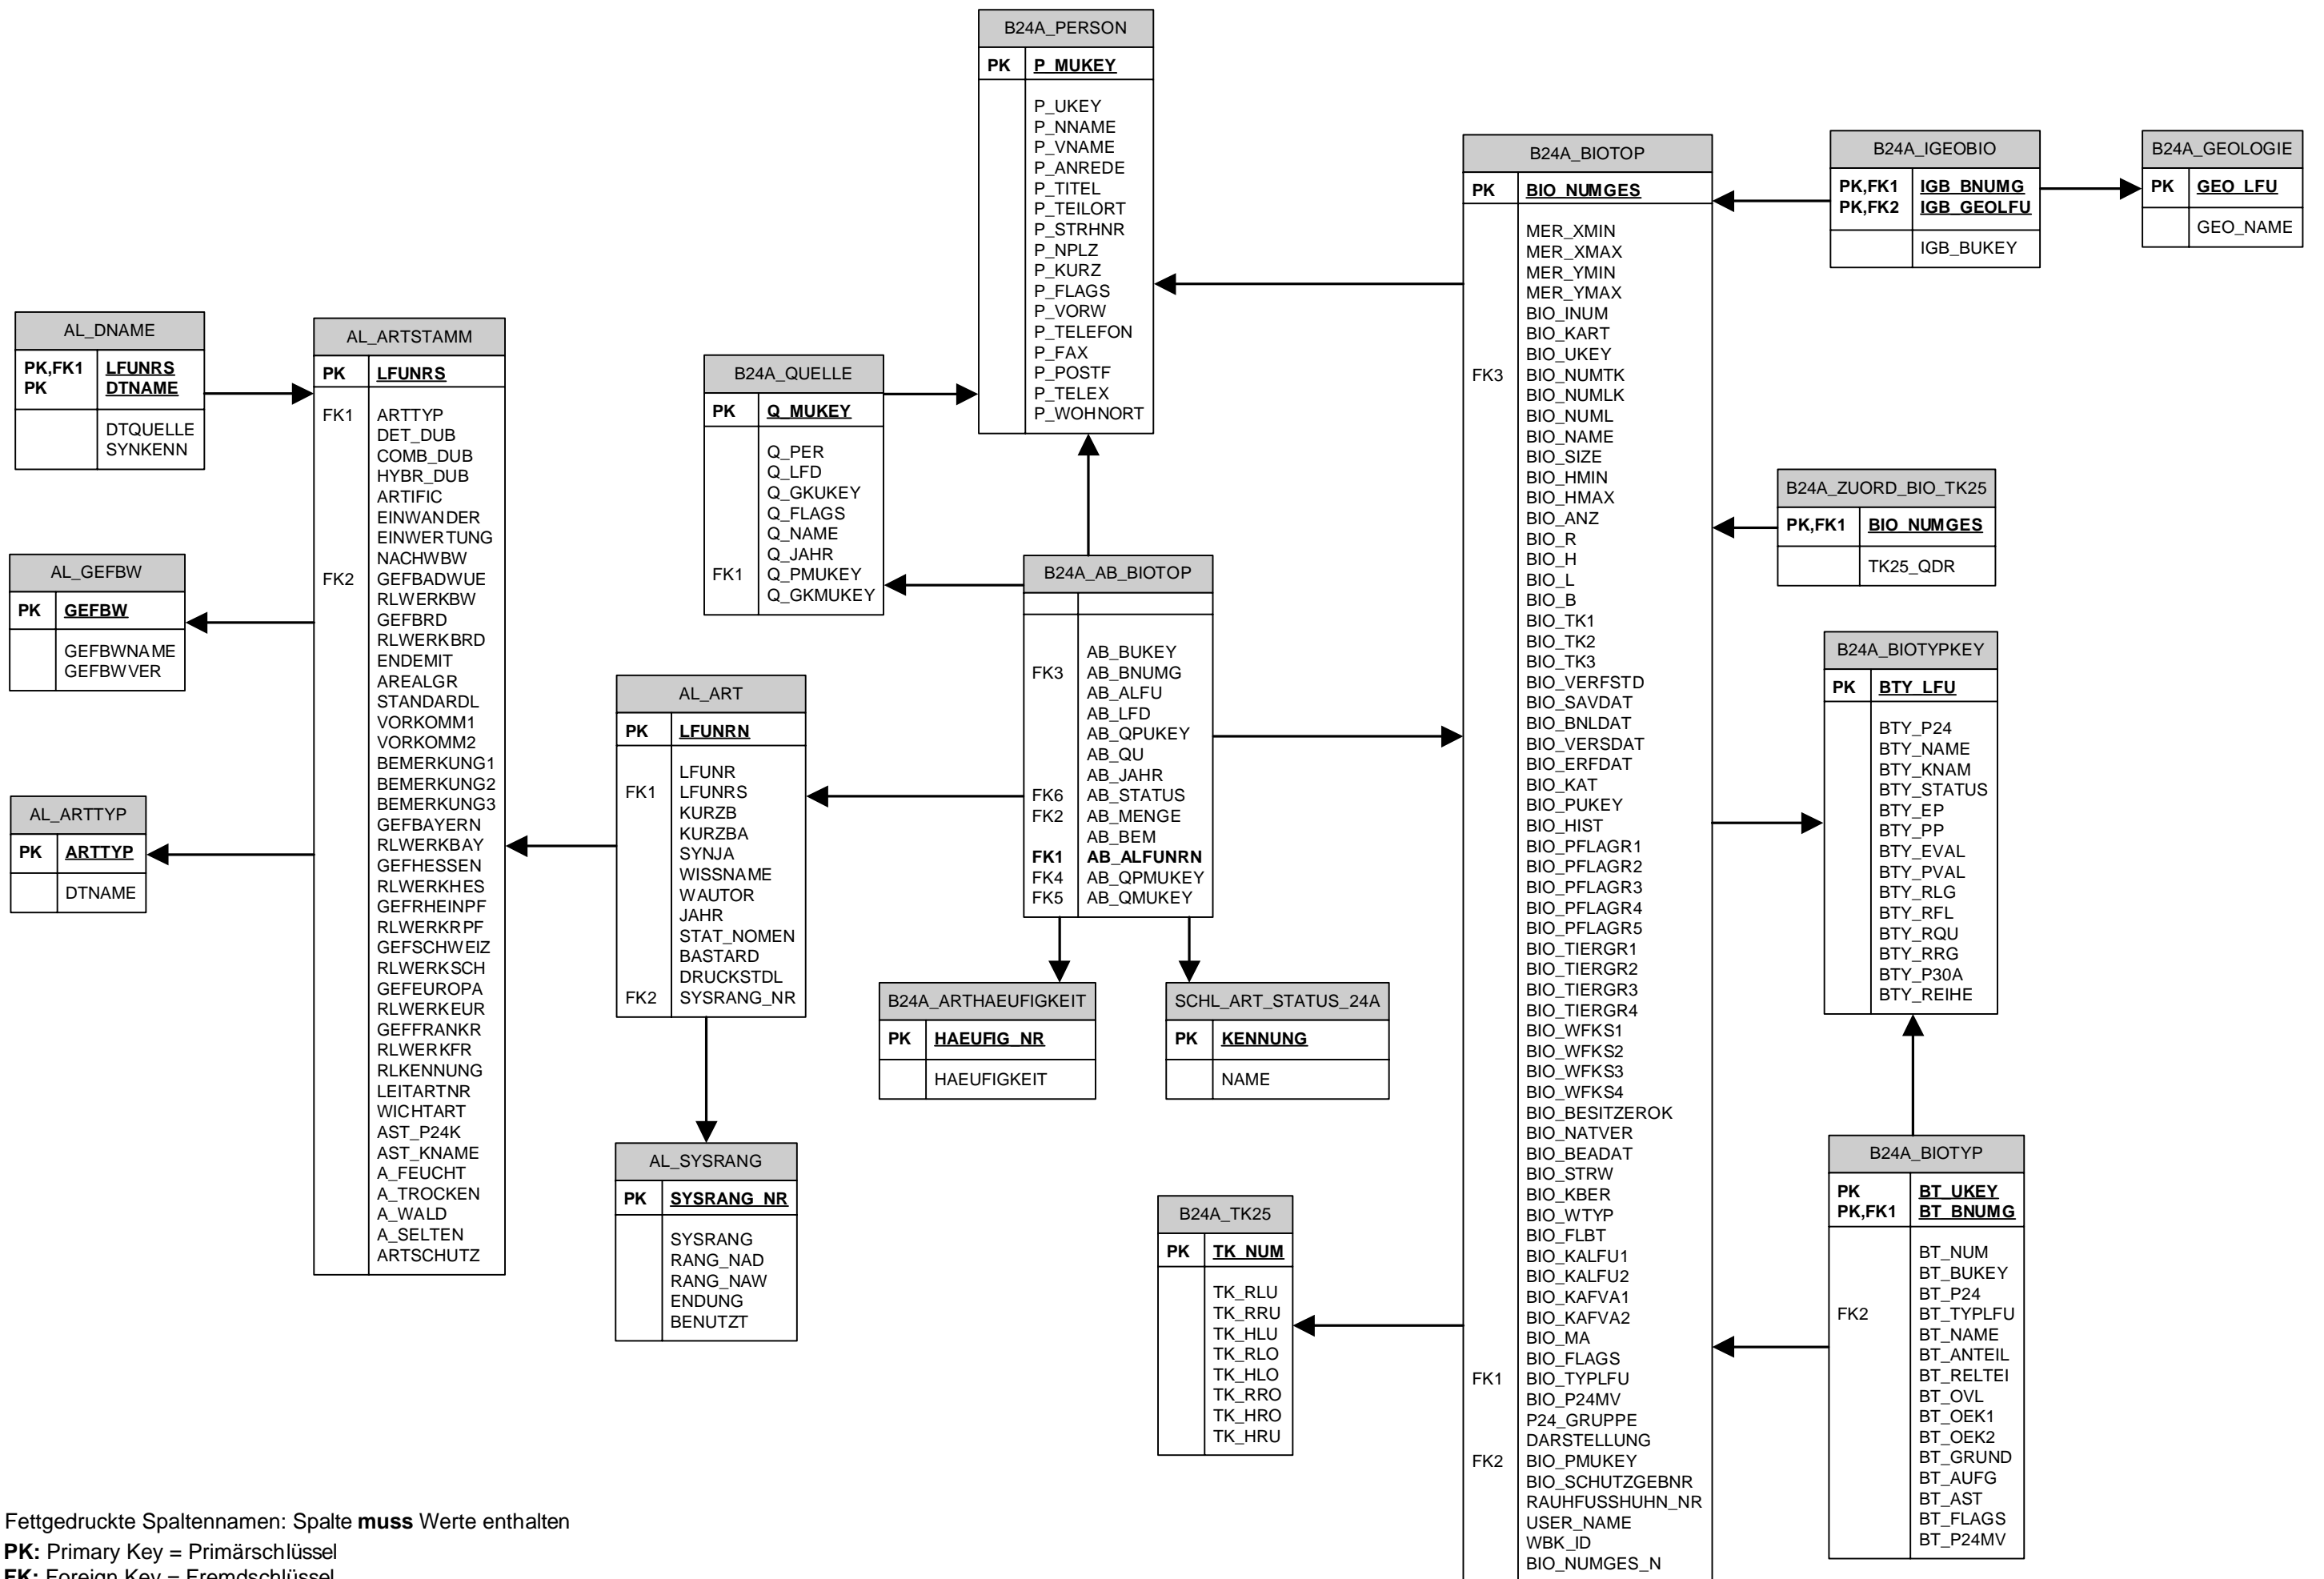 B24A_PERSON
PK P_MUKEY
P_UKEY
P_NNAME
P_VNAME
P_ANREDE
P_TITEL
P_TEILORT
P_STRHNR
P_NPLZ
P_KURZ
P_FLAGS
P_VORW
P_TELEFON
P_FAX
P_POSTF
P_TELEX
P_WOHNORT
B24A_BIOTOP
PK BIO_NUMGES
MER_XMIN
MER_XMAX
MER_YMIN
MER_YMAX
BIO_INUM
BIO_KART
BIO_UKEY
FK3 BIO_NUMTK
BIO_NUMLK
BIO_NUML
BIO_NAME
BIO_SIZE
BIO_HMIN
BIO_HMAX
BIO_ANZ
BIO_R
BIO_H
BIO_L
BIO_B
BIO_TK1
BIO_TK2
BIO_TK3
BIO_VERFSTD
BIO_SAVDAT
BIO_BNLDAT
BIO_VERSDAT
BIO_ERFDAT
BIO_KAT
BIO_PUKEY
BIO_HIST
BIO_PFLAGR1
BIO_PFLAGR2
BIO_PFLAGR3
BIO_PFLAGR4
BIO_PFLAGR5
BIO_TIERGR1
BIO_TIERGR2
BIO_TIERGR3
BIO_TIERGR4
BIO_WFKS1
BIO_WFKS2
BIO_WFKS3
BIO_WFKS4
BIO_BESITZEROK
BIO_NATVER
BIO_BEADAT
BIO_STRW
BIO_KBER
BIO_WTYP
BIO_FLBT
BIO_KALFU1
BIO_KALFU2
BIO_KAFVA1
BIO_KAFVA2
BIO_MA
BIO_FLAGS
FK1 BIO_TYPLFU
BIO_P24MV
P24_GRUPPE
DARSTELLUNG
FK2 BIO_PMUKEY
BIO_SCHUTZGEBNR
RAUHFUSSHUHN_NR
USER_NAME
WBK_ID
BIO_NUMGES_N
B24A_IGEOBIO
PK,FK1 IGB_BNUMG
PK,FK2 IGB_GEOLFU
IGB_BUKEY
B24A_GEOLOGIE
PK GEO_LFU
GEO_NAME
AL_DNAME
PK,FK1 LFUNRS
PK DTNAME
DTQUELLE
SYNKENN
AL_ARTSTAMM
PK LFUNRS
FK1 ARTTYP
DET_DUB
COMB_DUB
HYBR_DUB
ARTIFIC
EINWANDER
EINWERTUNG
NACHWBW
FK2 GEFBADWUE
RLWERKBW
GEFBRD
RLWERKBRD
ENDEMIT
AREALGR
STANDARDL
VORKOMM1
VORKOMM2
BEMERKUNG1
BEMERKUNG2
BEMERKUNG3
GEFBAYERN
RLWERKBAY
GEFHESSEN
RLWERKHES
GEFRHEINPF
RLWERKRPF
GEFSCHWEIZ
RLWERKSCH
GEFEUROPA
RLWERKEUR
GEFFRANKR
RLWERKFR
RLKENNUNG
LEITARTNR
WICHTART
AST_P24K
AST_KNAME
A_FEUCHT
A_TROCKEN
A_WALD
A_SELTEN
ARTSCHUTZ
B24A_QUELLE
PK Q_MUKEY
Q_PER
Q_LFD
Q_GKUKEY
Q_FLAGS
Q_NAME
Q_JAHR
FK1 Q_PMUKEY
Q_GKMUKEY
B24A_ZUORD_BIO_TK25
PK,FK1 BIO_NUMGES
TK25_QDR
AL_GEFBW
PK GEFBW
GEFBWNAME
GEFBWVER
B24A_AB_BIOTOP
AB_BUKEY
FK3 AB_BNUMG
AB_ALFU
AB_LFD
AB_QPUKEY
AB_QU
AB_JAHR
FK6 AB_STATUS
FK2 AB_MENGE
AB_BEM
FK1 AB_ALFUNRN
FK4 AB_QPMUKEY
FK5 AB_QMUKEY
B24A_BIOTYPKEY
PK BTY_LFU
BTY_P24
BTY_NAME
BTY_KNAM
BTY_STATUS
BTY_EP
BTY_PP
BTY_EVAL
BTY_PVAL
BTY_RLG
BTY_RFL
BTY_RQU
BTY_RRG
BTY_P30A
BTY_REIHE
AL_ART
PK LFUNRN
LFUNR
FK1 LFUNRS
KURZB
KURZBA
SYNJA
WISSNAME
WAUTOR
JAHR
STAT_NOMEN
BASTARD
DRUCKSTDL
FK2 SYSRANG_NR
AL_ARTTYP
PK ARTTYP
DTNAME
B24A_ARTHAEUFIGKEIT
PK HAEUFIG_NR
HAEUFIGKEIT
SCHL_ART_STATUS_24A
PK KENNUNG
NAME
AL_SYSRANG
PK SYSRANG_NR
SYSRANG
RANG_NAD
RANG_NAW
ENDUNG
BENUTZT
B24A_TK25
PK TK_NUM
TK_RLU
TK_RRU
TK_HLU
TK_RLO
TK_HLO
TK_RRO
TK_HRO
TK_HRU
B24A_BIOTYP
PK BT_UKEY
PK,FK1 BT_BNUMG
BT_NUM
BT_BUKEY
BT_P24
FK2 BT_TYPLFU
BT_NAME
BT_ANTEIL
BT_RELTEI
BT_OVL
BT_OEK1
BT_OEK2
BT_GRUND
BT_AUFG
BT_AST
BT_FLAGS
BT_P24MV
Fettgedruckte Spaltennamen: Spalte muss Werte enthalten
PK: Primary Key = Primärschlüssel
FK: Foreign Key = Fremdschlüssel